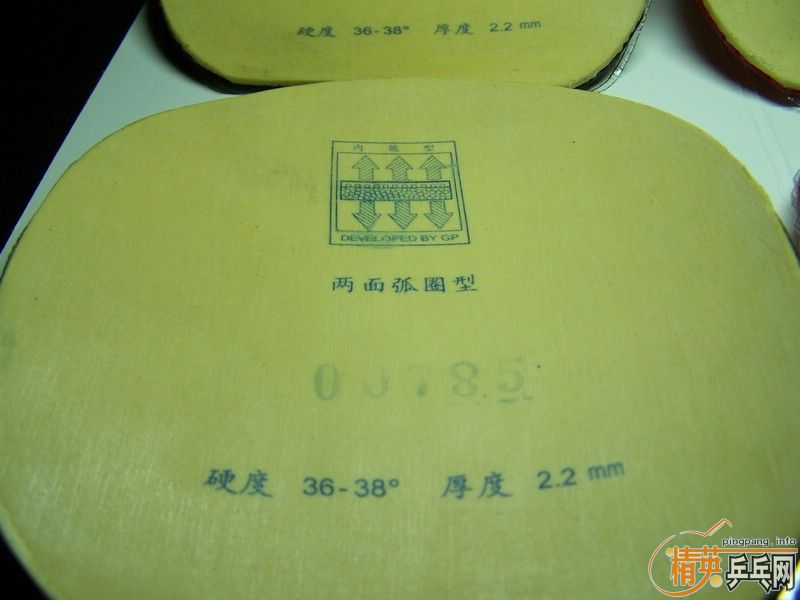 硬度 36-38° 厚度 2.2 mm
内 能 型
DEVELOPED BY GP
两面弧圈型
00785
硬度 36-38° 厚度 2.2 mm
pingpang.info
精英乒乓网